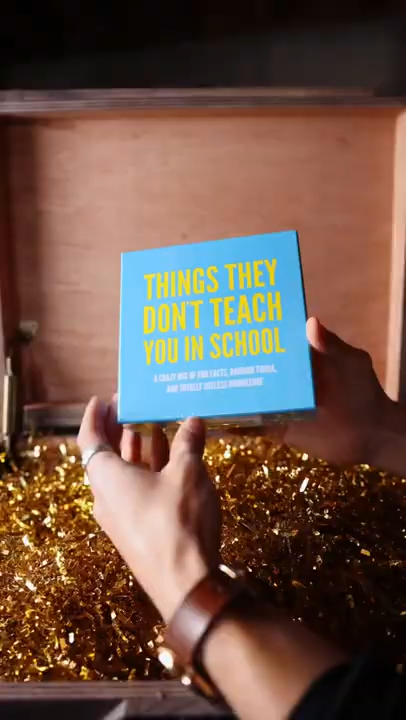 THINGS THEY
DON'T TEACH
YOU IN SCHOOL
A CRAZY MIX OF FUN FACTS, RANDOM TRIVIA,
AND TOTALLY USELESS KNOWLEDGE